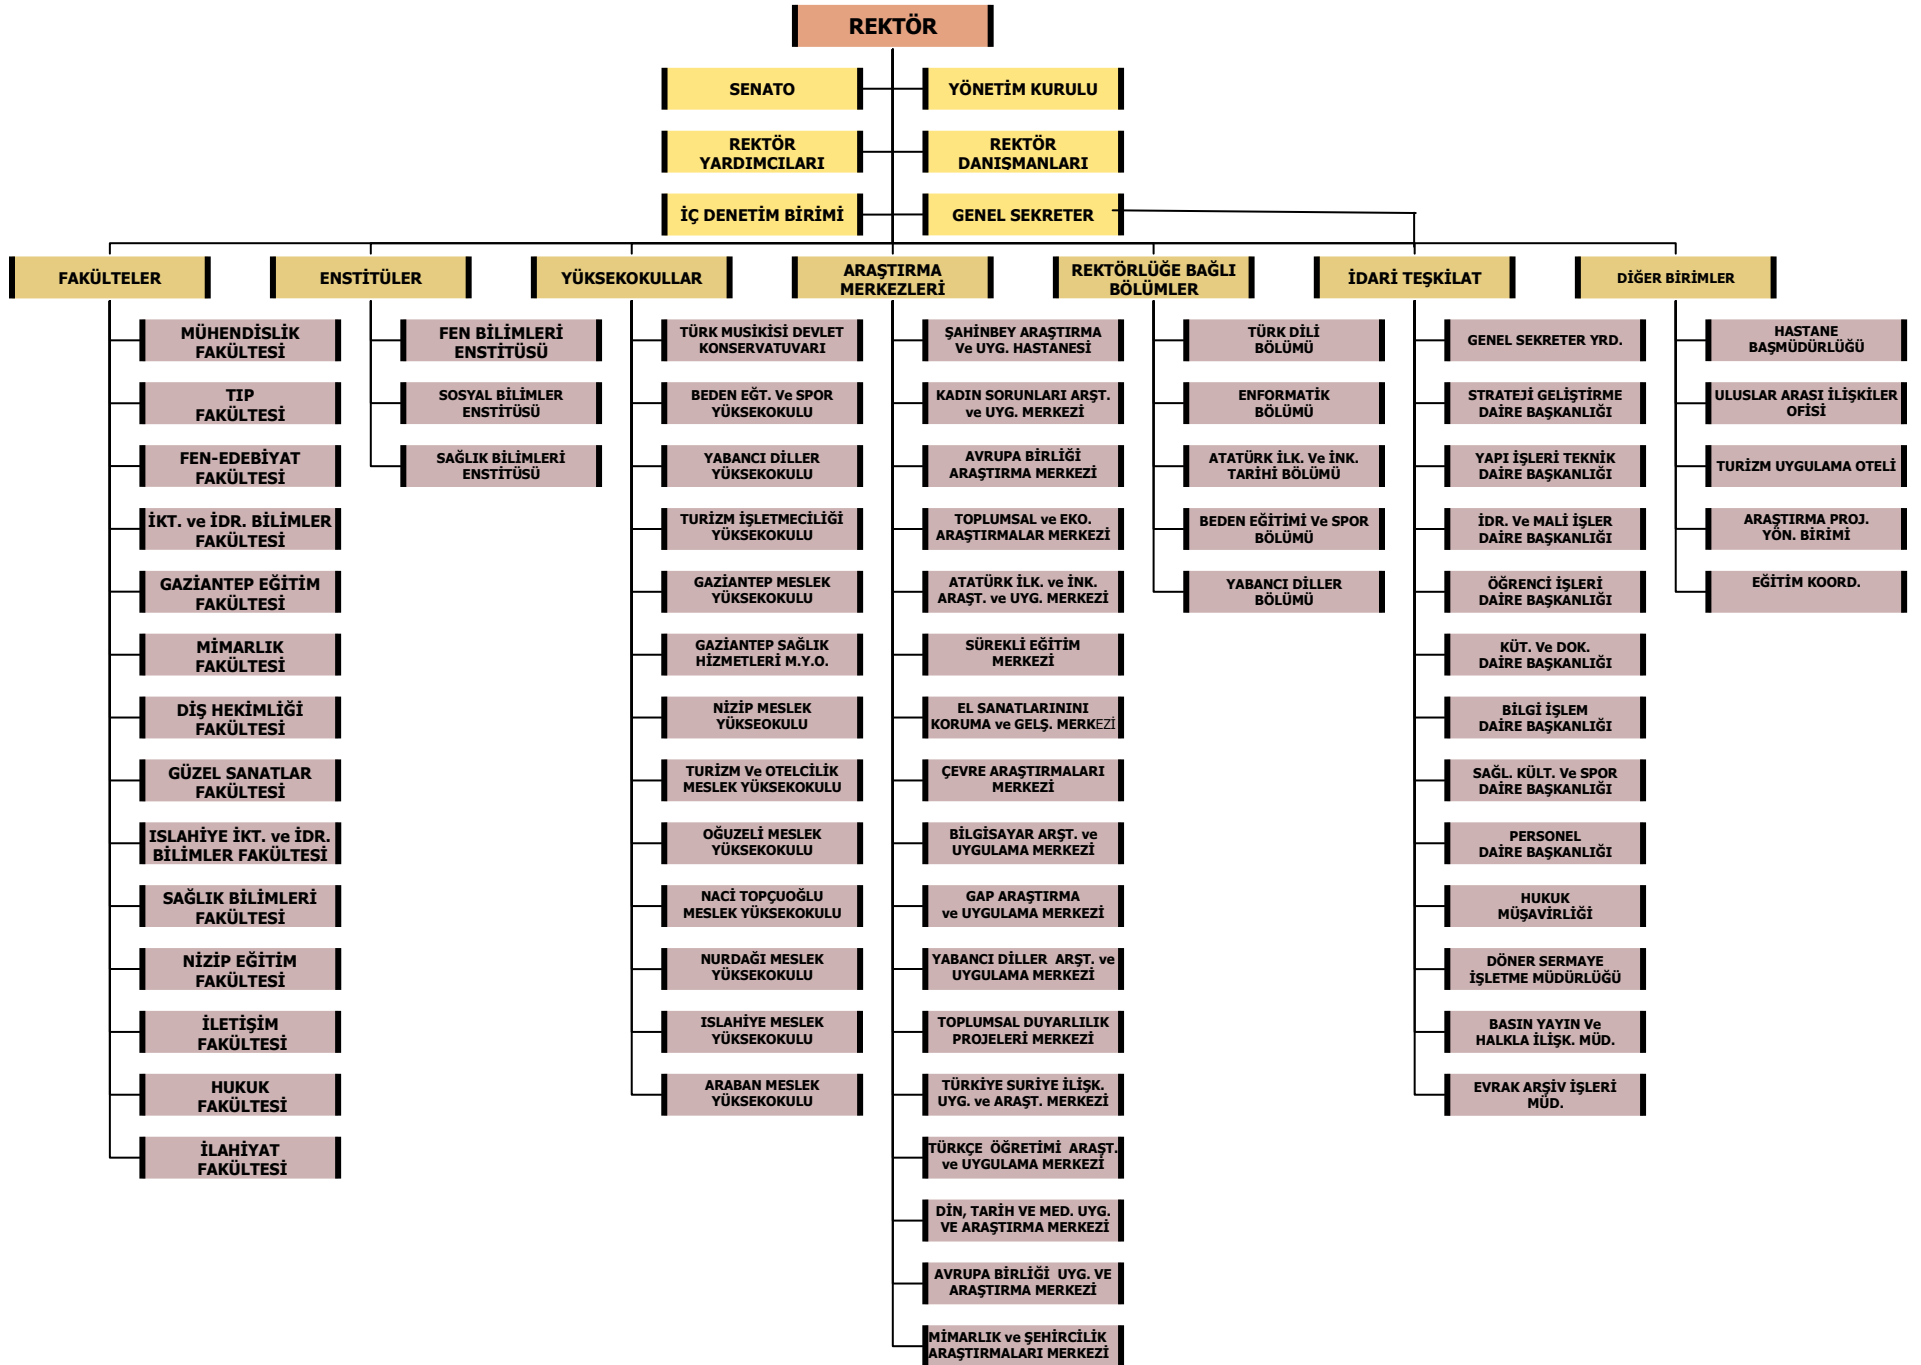 REKTÖR
SENATO
YÖNETİM KURULU
REKTÖR
YARDIMCILARI
REKTÖR
DANIŞMANLARI
İÇ DENETİM BİRİMİ
GENEL SEKRETER
FAKÜLTELER
MÜHENDİSLİK
FAKÜLTESİ
TIP
FAKÜLTESİ
FEN-EDEBİYAT
FAKÜLTESİ
İKT. ve İDR. BİLİMLER
FAKÜLTESİ
GAZİANTEP EĞİTİM
FAKÜLTESİ
MİMARLIK
FAKÜLTESİ
DİŞ HEKİMLİĞİ
FAKÜLTESİ
GÜZEL SANATLAR
FAKÜLTESİ
ISLAHİYE İKT. ve İDR.
BİLİMLER FAKÜLTESİ
SAĞLIK BİLİMLERİ
FAKÜLTESİ
NİZİP EĞİTİM
FAKÜLTESİ
İLETİŞİM
FAKÜLTESİ
HUKUK
FAKÜLTESİ
İLAHİYAT
FAKÜLTESİ
ENSTİTÜLER
FEN BİLİMLERİ
ENSTİTÜSÜ
SOSYAL BİLİMLER
ENSTİTÜSÜ
SAĞLIK BİLİMLERİ
ENSTİTÜSÜ
YÜKSEKOKULLAR
TÜRK MUSIKİSİ DEVLET
KONSERVATUVARI
BEDEN EĞT. Ve SPOR
YÜKSEKOKULU
YABANCI DİLLER
YÜKSEKOKULU
TURİZM İŞLETMECİLİĞİ
YÜKSEKOKULU
GAZİANTEP MESLEK
YÜKSEKOKULU
GAZİANTEP SAĞLIK
HİZMETLERİ M.Y.O.
NİZİP MESLEK
YÜKSEOKULU
TURİZM Ve OTELCİLİK
MESLEK YÜKSEKOKULU
OĞUZELİ MESLEK
YÜKSEKOKULU
NACİ TOPÇUOĞLU
MESLEK YÜKSEKOKULU
NURDAĞI MESLEK
YÜKSEKOKULU
ISLAHİYE MESLEK
YÜKSEKOKULU
ARABAN MESLEK
YÜKSEKOKULU
ARAŞTIRMA
MERKEZLERİ
ŞAHİNBEY ARAŞTIRMA
Ve UYG. HASTANESİ
KADIN SORUNLARI ARŞT.
ve UYG. MERKEZİ
AVRUPA BİRLİĞİ
ARAŞTIRMA MERKEZİ
TOPLUMSAL ve EKO.
ARAŞTIRMALAR MERKEZİ
ATATÜRK İLK. ve İNK.
ARAŞT. ve UYG. MERKEZİ
SÜREKLİ EĞİTİM
MERKEZİ
EL SANATLARININI
KORUMA ve GELŞ. MERKEZİ
ÇEVRE ARAŞTIRMALARI
MERKEZİ
BİLGİSAYAR ARŞT. ve
UYGULAMA MERKEZİ
GAP ARAŞTIRMA
ve UYGULAMA MERKEZİ
YABANCI DİLLER ARŞT. ve
UYGULAMA MERKEZİ
TOPLUMSAL DUYARLILIK
PROJELERİ MERKEZİ
TÜRKİYE SURİYE İLİŞK.
UYG. ve ARAŞT. MERKEZİ
TÜRKÇE ÖĞRETİMİ ARAŞT.
ve UYGULAMA MERKEZİ
DİN, TARİH VE MED. UYG.
VE ARAŞTIRMA MERKEZİ
AVRUPA BİRLİĞİ UYG. VE
ARAŞTIRMA MERKEZİ
MİMARLIK ve ŞEHİRCİLİK
ARAŞTIRMALARI MERKEZİ
REKTÖRLÜĞE BAĞLI
BÖLÜMLER
TÜRK DİLİ
BÖLÜMÜ
ENFORMATİK
BÖLÜMÜ
ATATÜRK İLK. Ve İNK.
TARİHİ BÖLÜMÜ
BEDEN EĞİTİMİ Ve SPOR
BÖLÜMÜ
YABANCI DİLLER
BÖLÜMÜ
İDARİ TEŞKİLAT
GENEL SEKRETER YRD.
STRATEJİ GELİŞTİRME
DAİRE BAŞKANLIĞI
YAPI İŞLERİ TEKNİK
DAİRE BAŞKANLIĞI
İDR. Ve MALİ İŞLER
DAİRE BAŞKANLIĞI
ÖĞRENCİ İŞLERİ
DAİRE BAŞKANLIĞI
KÜT. Ve DOK.
DAİRE BAŞKANLIĞI
BİLGİ İŞLEM
DAİRE BAŞKANLIĞI
SAĞL. KÜLT. Ve SPOR
DAİRE BAŞKANLIĞI
PERSONEL
DAİRE BAŞKANLIĞI
HUKUK
MÜŞAVİRLİĞİ
DÖNER SERMAYE
İŞLETME MÜDÜRLÜĞÜ
BASIN YAYIN Ve
HALKLA İLİŞK. MÜD.
EVRAK ARŞİV İŞLERİ
MÜD.
DİĞER BİRİMLER
HASTANE
BAŞMÜDÜRLÜĞÜ
ULUSLAR ARASI İLİŞKİLER
OFİSİ
TURİZM UYGULAMA OTELİ
ARAŞTIRMA PROJ.
YÖN. BİRİMİ
EĞİTİM KOORD.